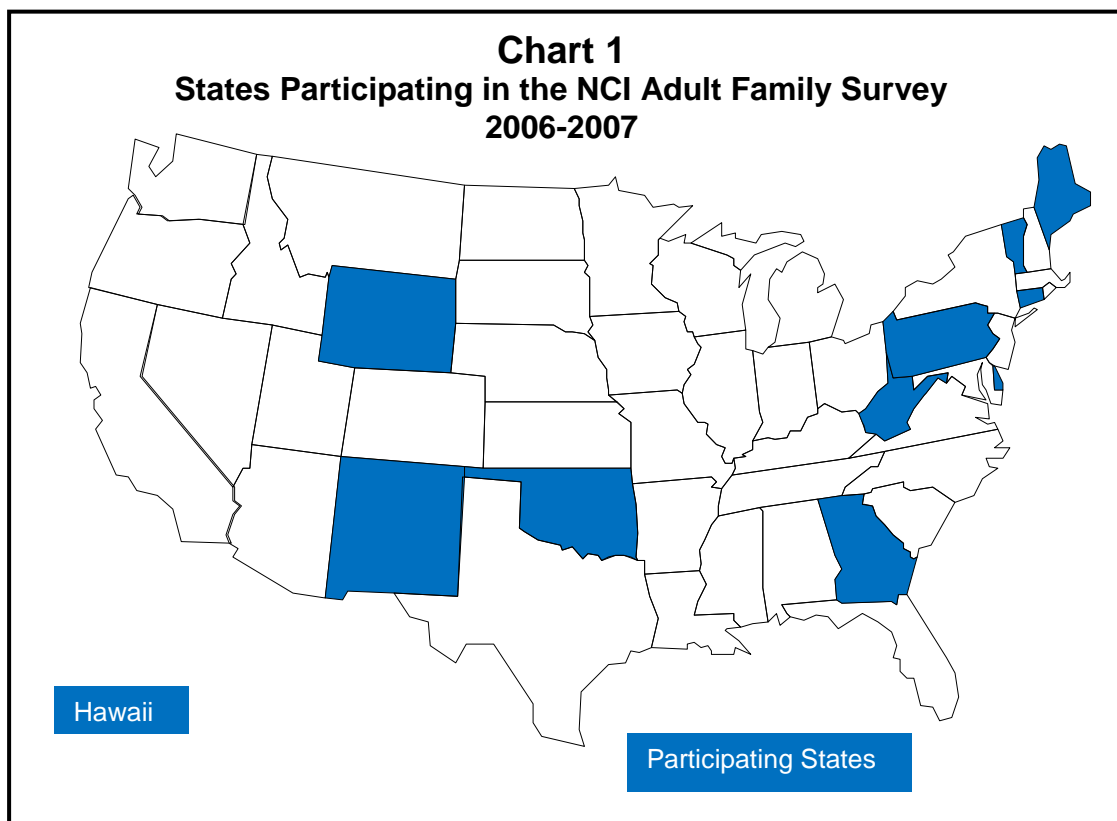 Chart 1
States Participating in the NCI Adult Family Survey
2006-2007
Hawaii
Participating States